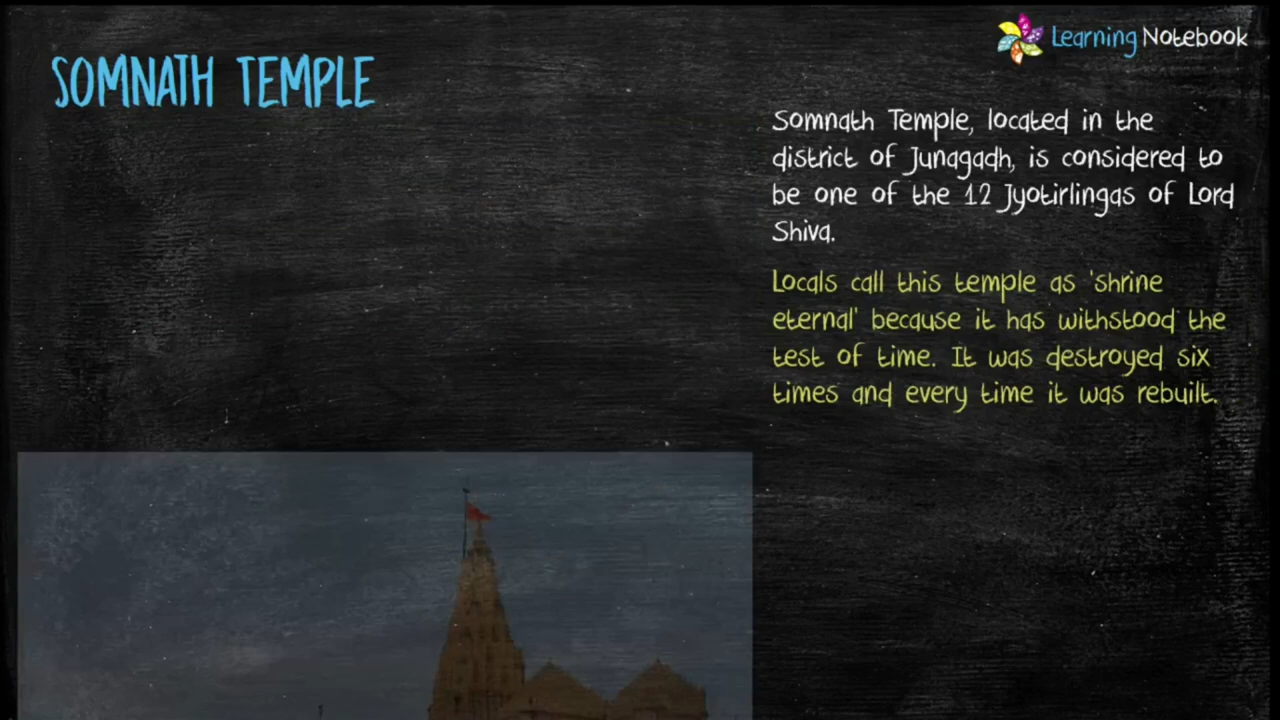 Learning Notebook
SOMNATH TEMPLE
Somnath Temple, located in the
district of Junagadh, is considered to
be one of the 12 Jyotirlingas of Lord
Shiva.
Locals call this temple as 'shrine
eternal' because it has withstood the
test of time. It was destroyed six
times and every time it was rebuilt.